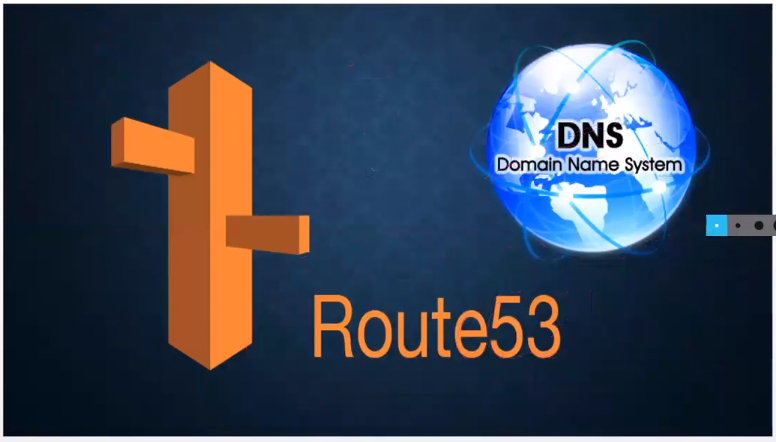 DNS
Domain Name System
Route53